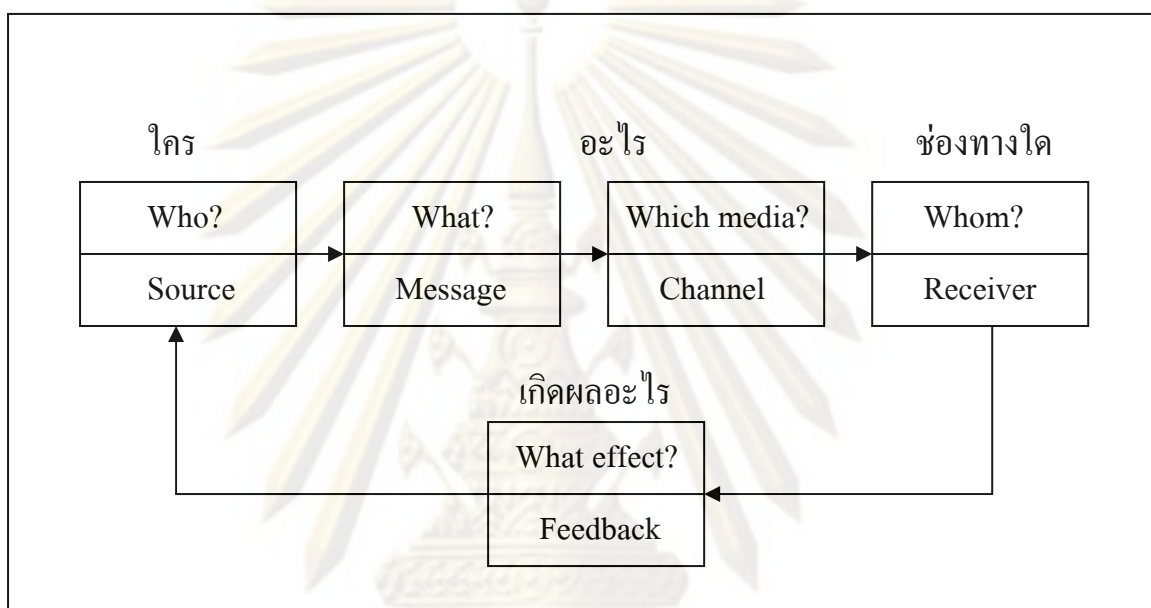 ใคร อะไร ช่องทางใด
Who? What? Which media? Whom?
Source Message Channel Receiver
เกิดผลอะไร
What effect?
Feedback